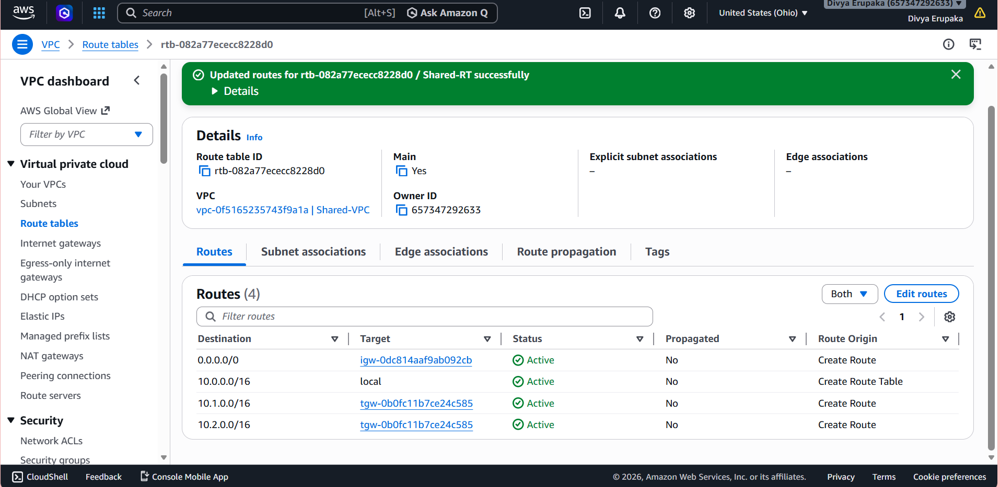 aws
Search [Alt+S] Ask Amazon Q
United States (Ohio)
Divya Erupaka (657347292633)
Divya Erupaka
VPC
Route tables
rtb-082a77ececc8228d0
VPC dashboard
AWS Global View
Filter by VPC
Virtual private cloud
Your VPCs
Subnets
Route tables
Internet gateways
Egress-only internet
gateways
DHCP option sets
Elastic IPs
Managed prefix lists
NAT gateways
Peering connections
Route servers
Security
Network ACLs
Security groups
Updated routes for rtb-082a77ececc8228d0 / Shared-RT successfully
Details
Details Info
Route table ID
rtb-082a77ececc8228d0
Main
Yes
Explicit subnet associations
–
Edge associations
–
VPC
vpc-0f5165235743f9a1a | Shared-VPC
Owner ID
657347292633
Routes Subnet associations Edge associations Route propagation Tags
Routes (4)
Both Edit routes
Filter routes
1
Destination Target Status Propagated Route Origin
0.0.0.0/0 igw-0dc814aaf9ab092cb Active No Create Route
10.0.0.0/16 local Active No Create Route Table
10.1.0.0/16 tgw-0b0fc11b7ce24c585 Active No Create Route
10.2.0.0/16 tgw-0b0fc11b7ce24c585 Active No Create Route
CloudShell Feedback Console Mobile App © 2026, Amazon Web Services, Inc. or its affiliates. Privacy Terms Cookie preferences